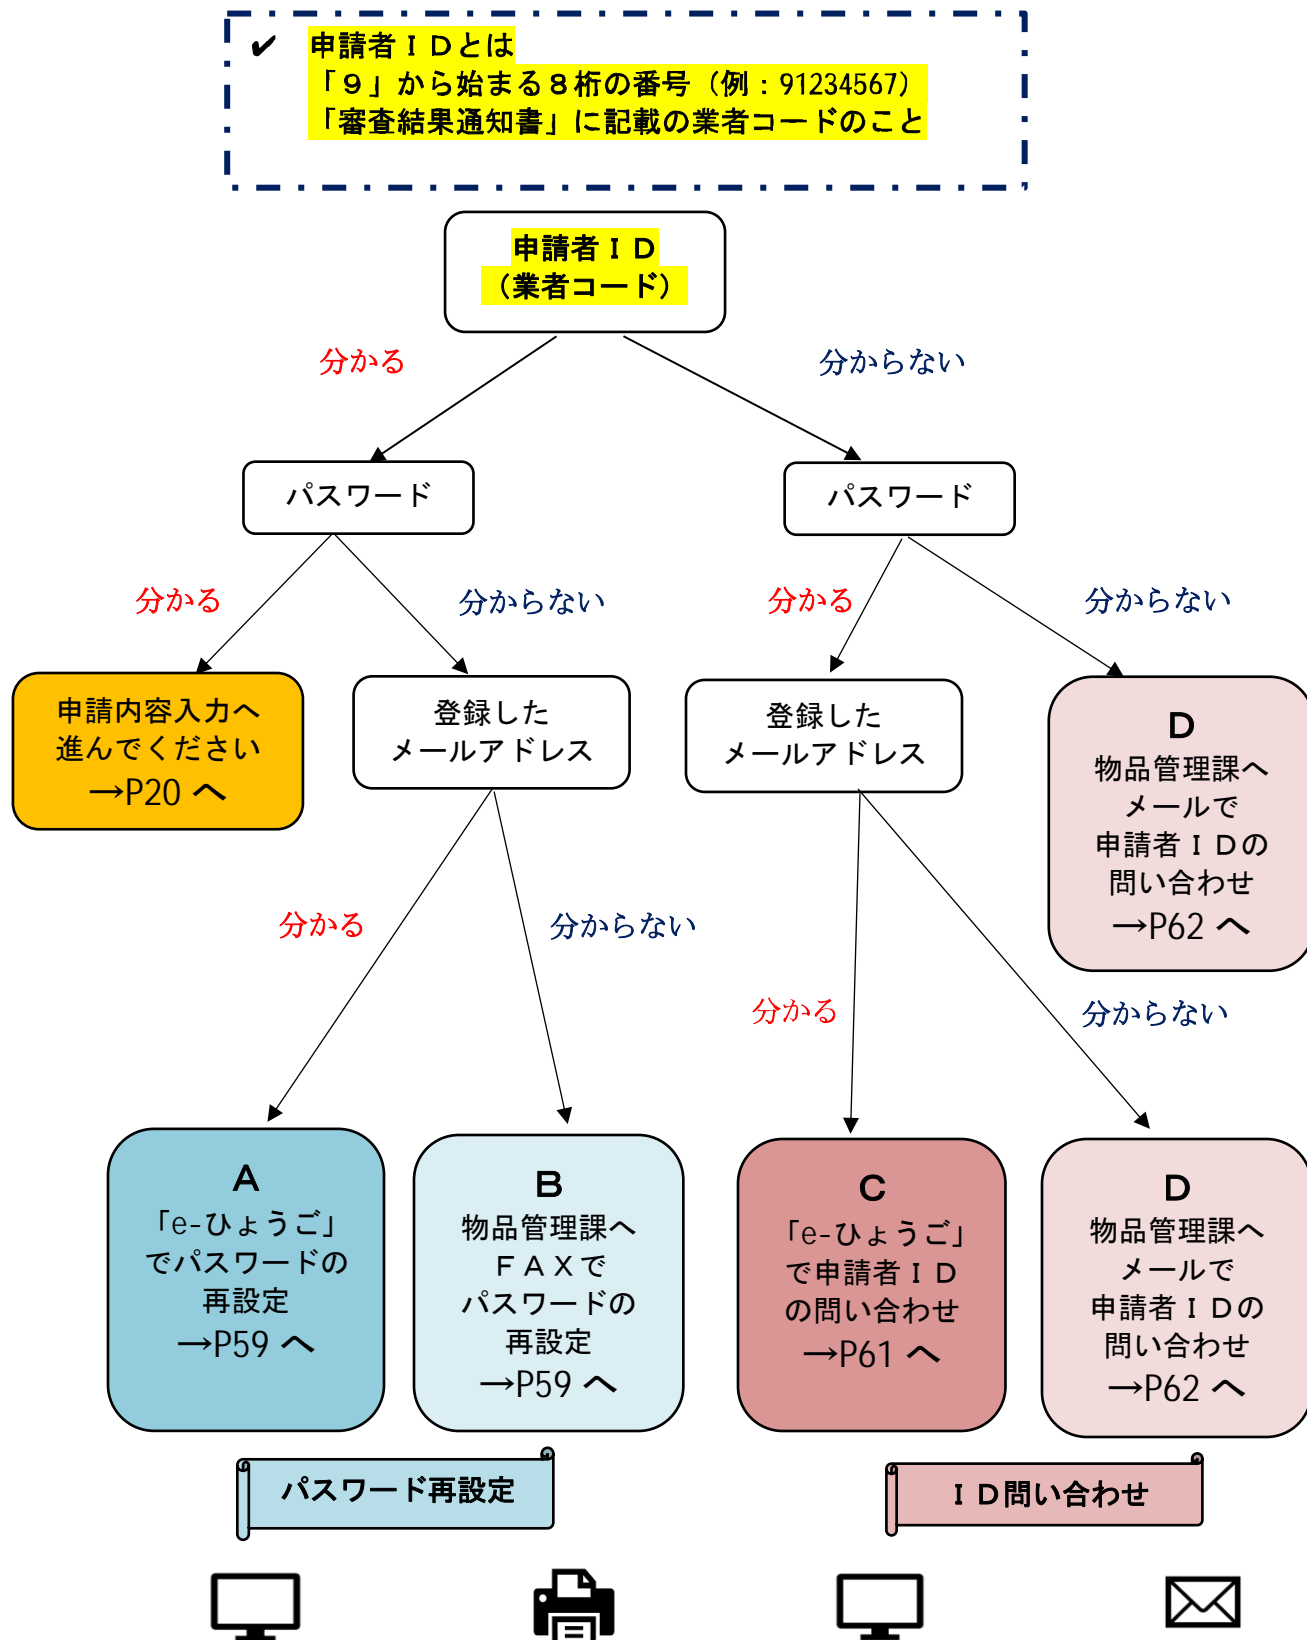 ✔ 申請者ＩＤとは
「９」から始まる８桁の番号（例：91234567）
「審査結果通知書」に記載の業者コードのこと
申請者ＩＤ
（業者コード）
分かる
分からない
パスワード
パスワード
分かる
分からない
分かる
分からない
申請内容入力へ
進んでください
→P20 へ
登録した
メールアドレス
登録した
メールアドレス
D
物品管理課へ
メールで
申請者ＩＤの
問い合わせ
→P62 へ
分かる
分からない
分かる
分からない
A
「e-ひょうご」
でパスワードの
再設定
→P59 へ
B
物品管理課へ
ＦＡＸで
パスワードの
再設定
→P59 へ
C
「e-ひょうご」
で申請者ＩＤ
の問い合わせ
→P61 へ
D
物品管理課へ
メールで
申請者ＩＤの
問い合わせ
→P62 へ
パスワード再設定
ＩＤ問い合わせ